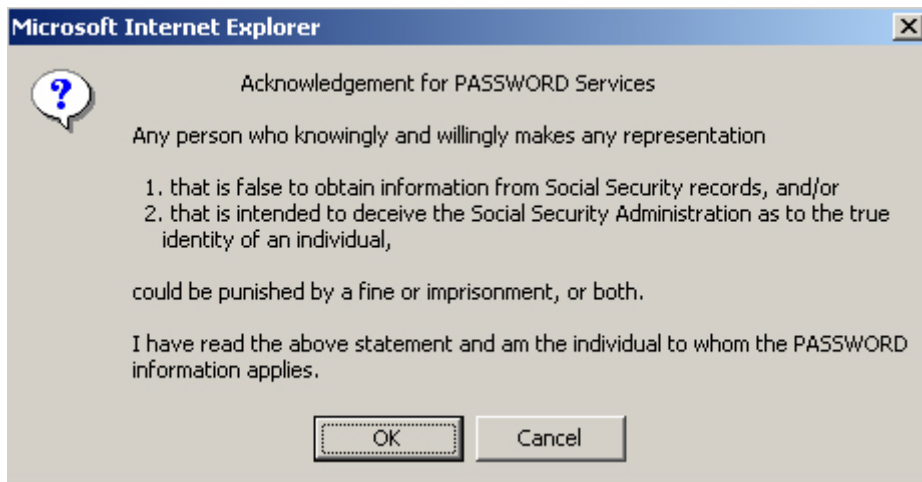 Microsoft Internet Explorer
?
Acknowledgement for PASSWORD Services
Any person who knowingly and willingly makes any representation
1. that is false to obtain information from Social Security records, and/or
2. that is intended to deceive the Social Security Administration as to the true
identity of an individual,
could be punished by a fine or imprisonment, or both.
I have read the above statement and am the individual to whom the PASSWORD
information applies.
OK Cancel